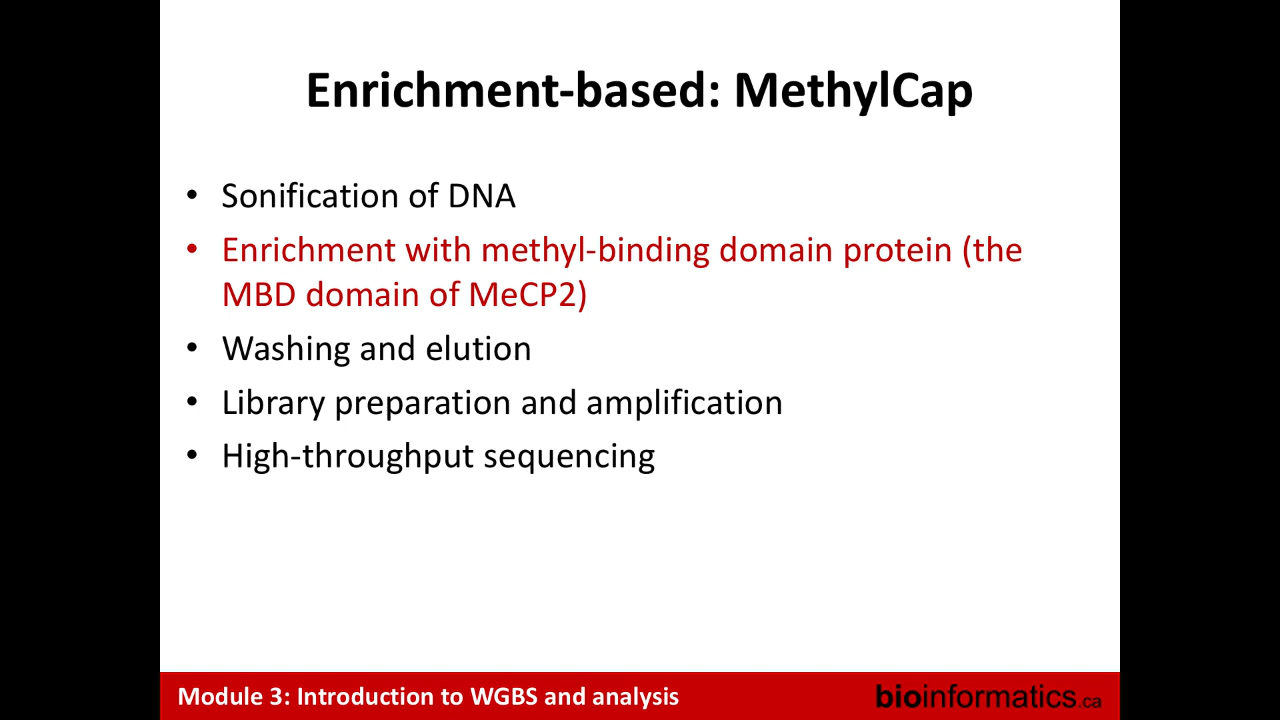 Enrichment-based: MethylCap
• Sonification of DNA
• Enrichment with methyl-binding domain protein (the
MBD domain of MeCP2)
• Washing and elution
• Library preparation and amplification
• High-throughput sequencing
Module 3: Introduction to WGBS and analysis
bioinformatics.ca